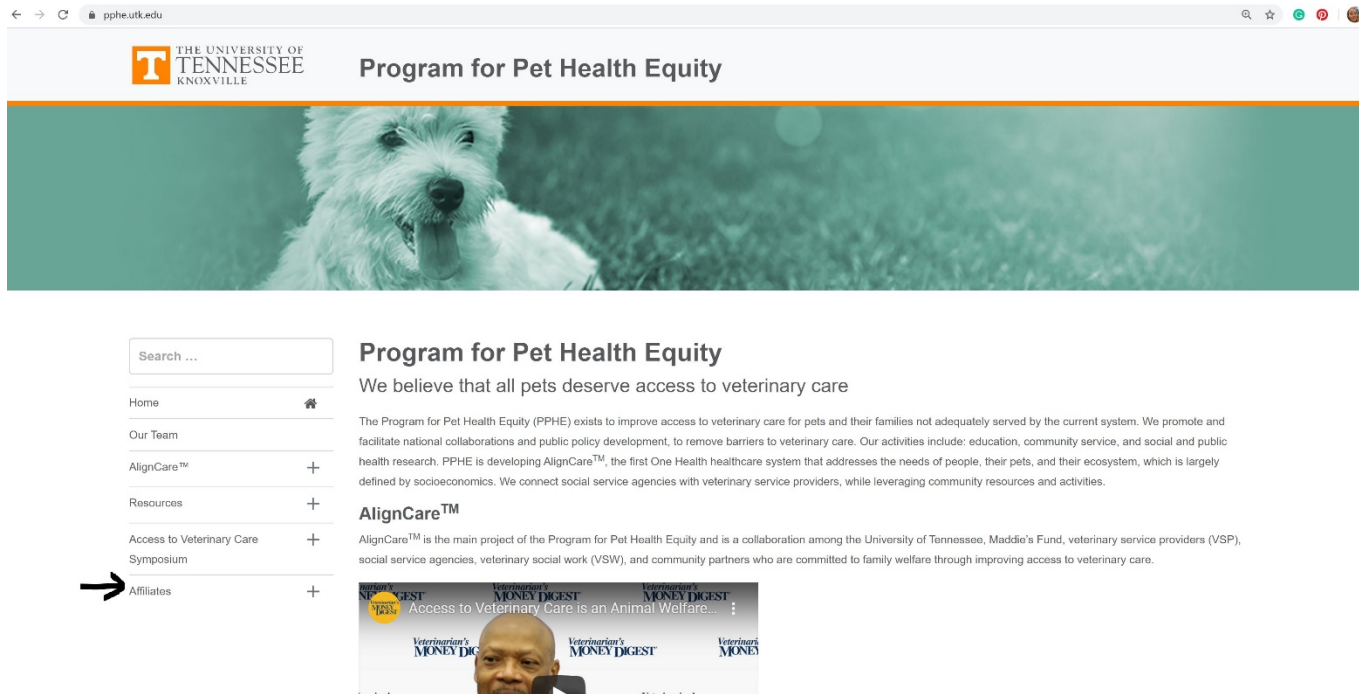 pphe.utk.edu
THE UNIVERSITY OF
TENNESSEE
KNOXVILLE
Program for Pet Health Equity
Search ...
Home
Our Team
AlignCare™
Resources
Access to Veterinary Care
Symposium
Affiliates
Program for Pet Health Equity
We believe that all pets deserve access to veterinary care
The Program for Pet Health Equity (PPHE) exists to improve access to veterinary care for pets and their families not adequately served by the current system. We promote and
facilitate national collaborations and public policy development, to remove barriers to veterinary care. Our activities include: education, community service, and social and public
health research. PPHE is developing AlignCare™, the first One Health healthcare system that addresses the needs of people, their pets, and their ecosystem, which is largely
defined by socioeconomics. We connect social service agencies with veterinary service providers, while leveraging community resources and activities.
AlignCare™
AlignCare™ is the main project of the Program for Pet Health Equity and is a collaboration among the University of Tennessee, Maddie's Fund, veterinary service providers (VSP),
social service agencies, veterinary social work (VSW), and community partners who are committed to family welfare through improving access to veterinary care.
Veterinarian's
MONEY DIGEST
Access to Veterinary Care is an Animal Welfare...
Veterinarian's
MONEY DIG
Veterinarian's
MONEY DIGEST
MONEY